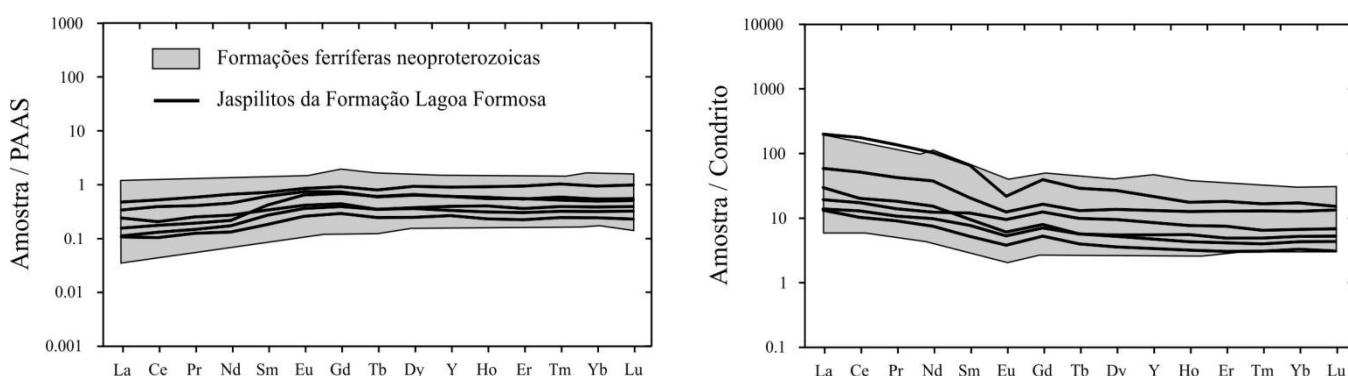 1000
100
10
1
0.1
0.01
0.001
Amostra / PAAS
Formações ferríferas neoproterozoicas
Jaspilitos da Formação Lagoa Formosa
La Ce Pr Nd Sm Eu Gd Tb Dy Y Ho Er Tm Yb Lu
10000
1000
100
10
1
0.1
Amostra / Condrito
La Ce Pr Nd Sm Eu Gd Tb Dy Y Ho Er Tm Yb Lu